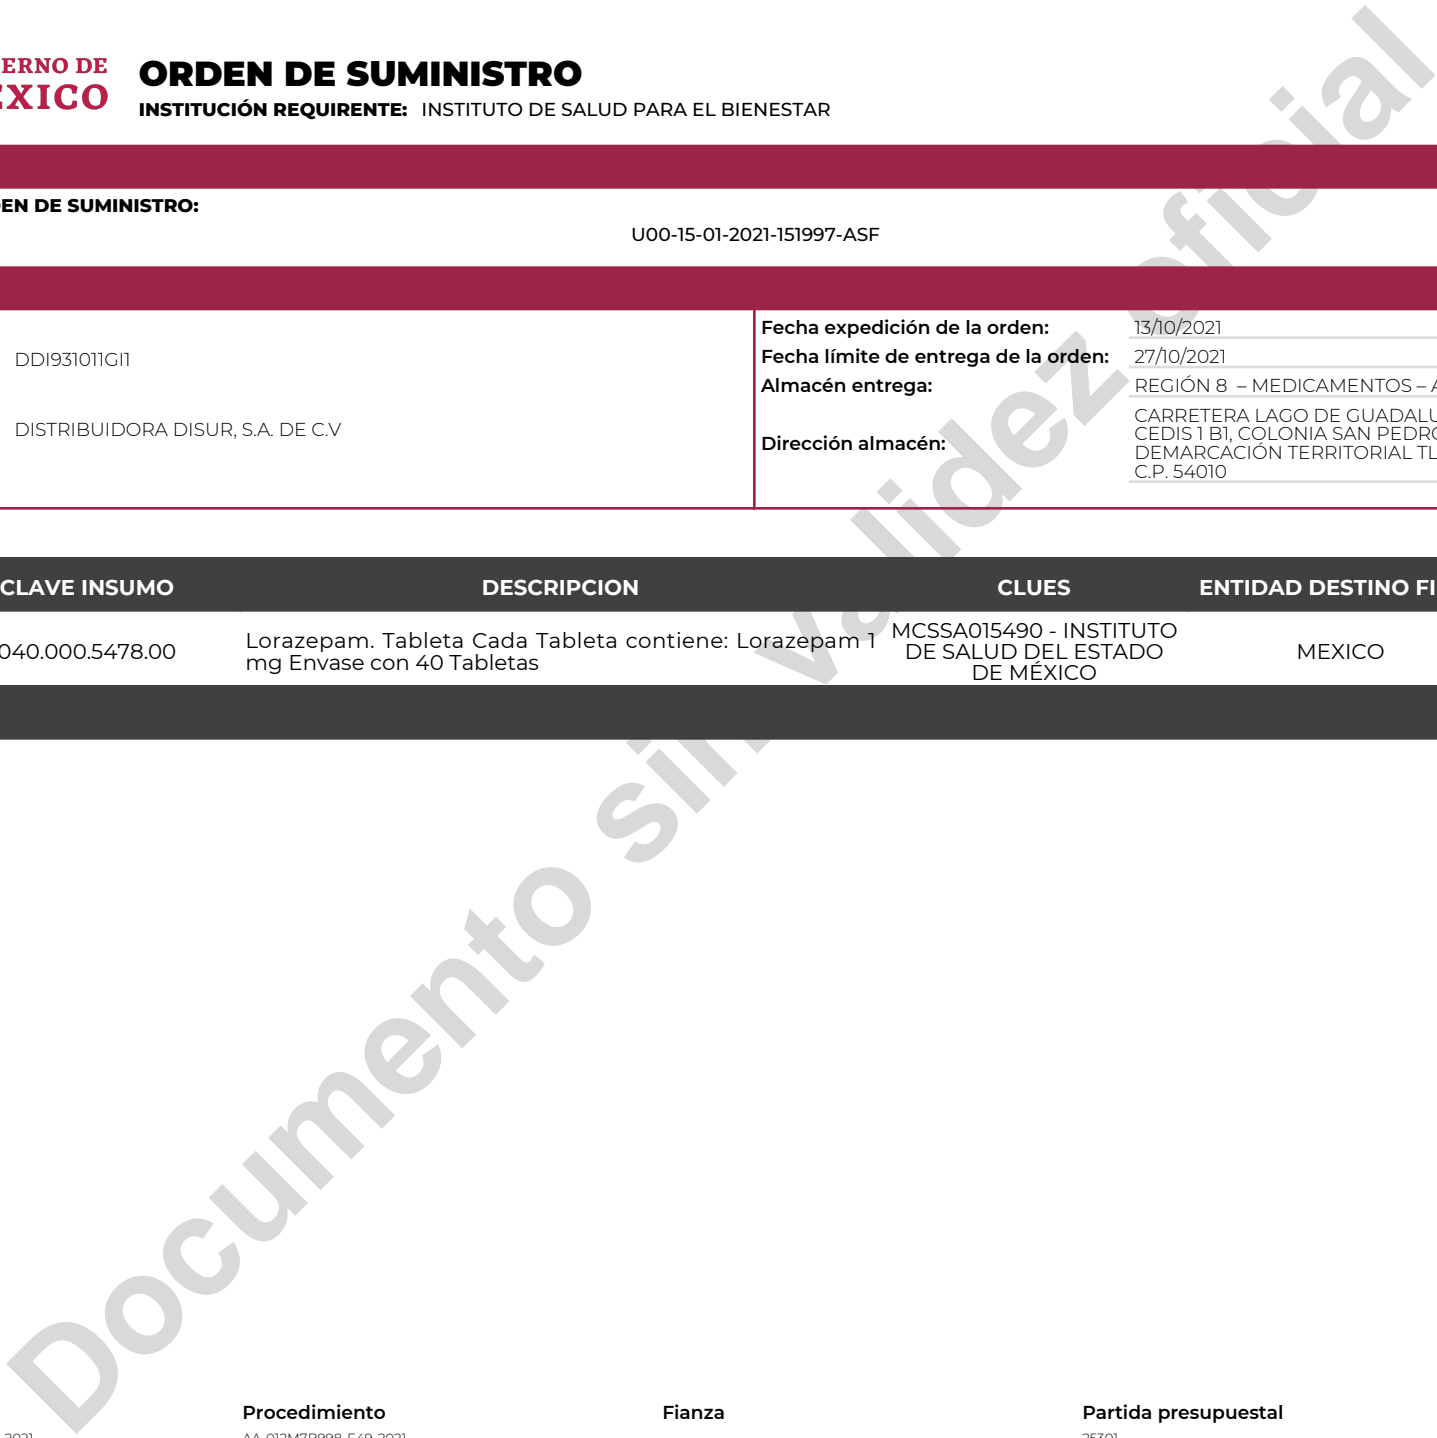 ERNO DE
ORDEN DE SUMINISTRO
EXICO
INSTITUCIÓN REQUIRENTE: INSTITUTO DE SALUD PARA EL BIENESTAR
EN DE SUMINISTRO:
U00-15-01-2021-151997-ASF
DDI931011GI1
DISTRIBUIDORA DISUR, S.A. DE C.V
Fecha expedición de la orden: 13/10/2021
Fecha límite de entrega de la orden: 27/10/2021
Almacén entrega: REGIÓN 8 – MEDICAMENTOS – A
Dirección almacén:
CARRETERA LAGO DE GUADALU
CEDIS 1 B1, COLONIA SAN PEDRO
DEMARCACIÓN TERRITORIAL TL
C.P. 54010
CLAVE INSUMO DESCRIPCION CLUES ENTIDAD DESTINO FI
040.000.5478.00
Lorazepam. Tableta Cada Tableta contiene: Lorazepam 1
mg Envase con 40 Tabletas
MCSSA015490 - INSTITUTO
DE SALUD DEL ESTADO
DE MÉXICO
MEXICO
Documento sin validez oficial
Procedimiento Fianza Partida presupuestal